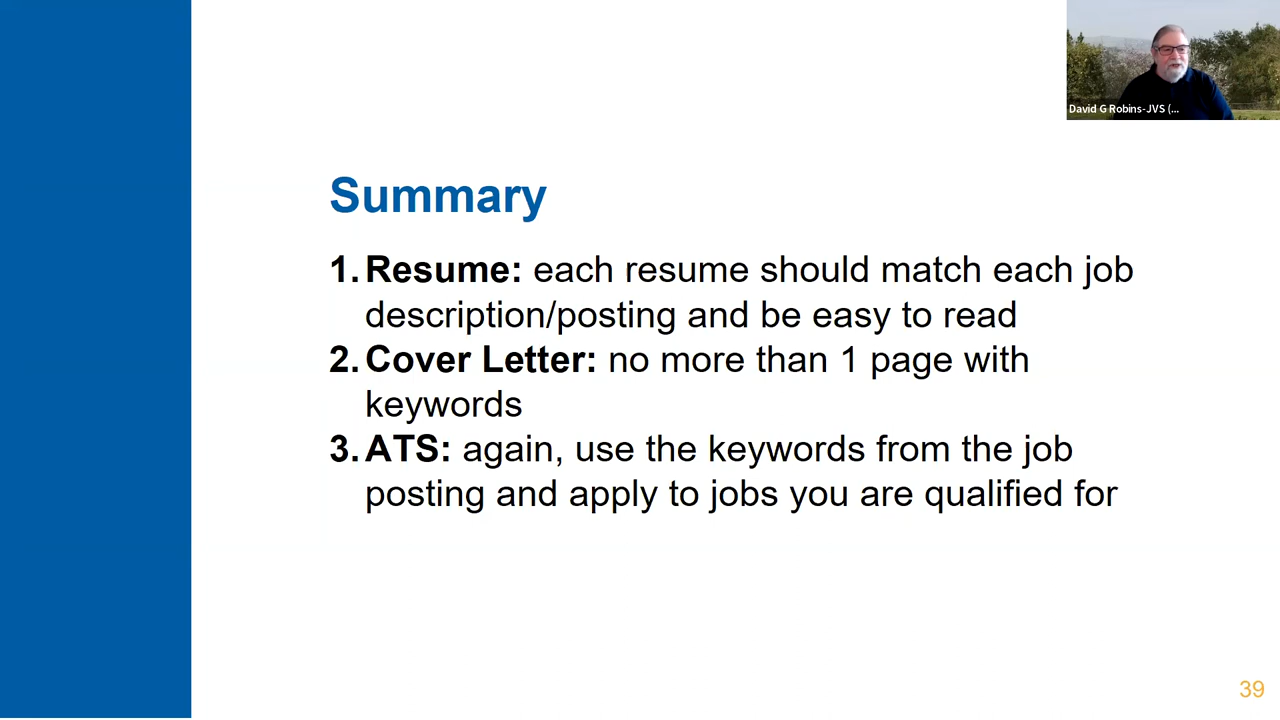 David G Robins-JVS (...
Summary
1. Resume: each resume should match each job
description/posting and be easy to read
2. Cover Letter: no more than 1 page with
keywords
3. ATS: again, use the keywords from the job
posting and apply to jobs you are qualified for
39